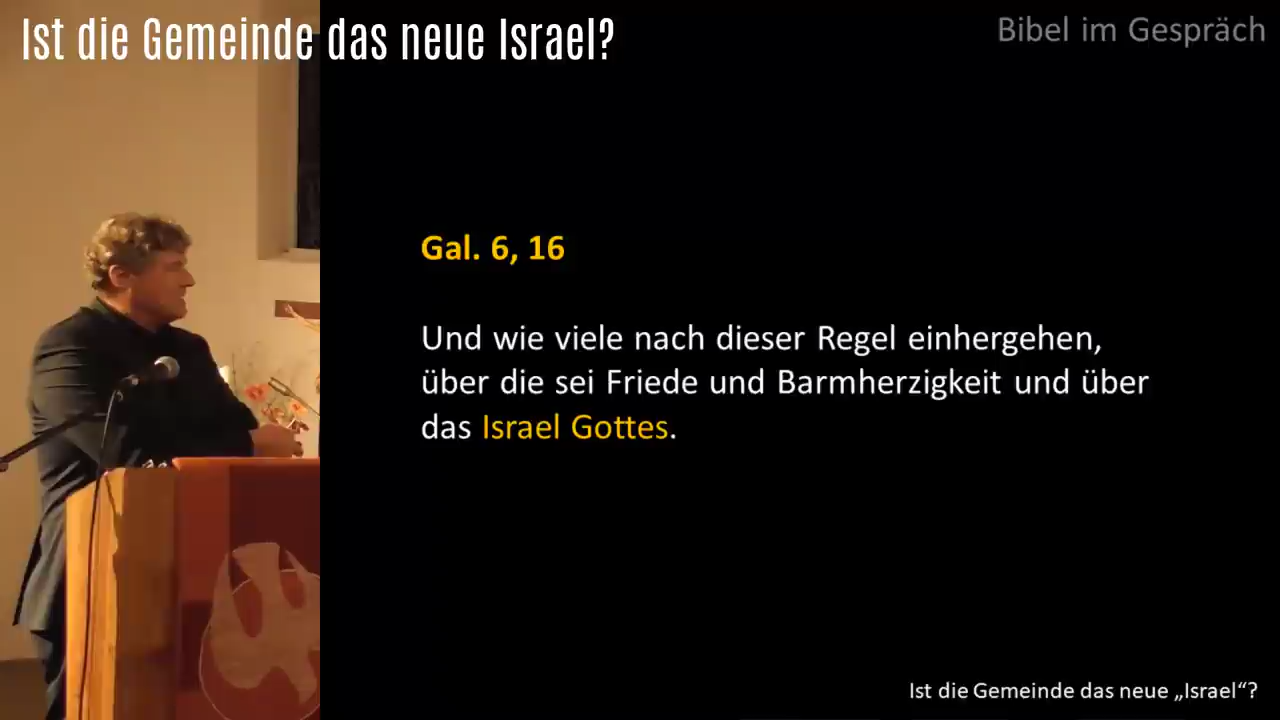 Ist die Gemeinde das neue Israel?
Bibel im Gespräch
Gal. 6, 16
Und wie viele nach dieser Regel einhergehen,
über die sei Friede und Barmherzigkeit und über
das Israel Gottes.
Ist die Gemeinde das neue „Israel“?